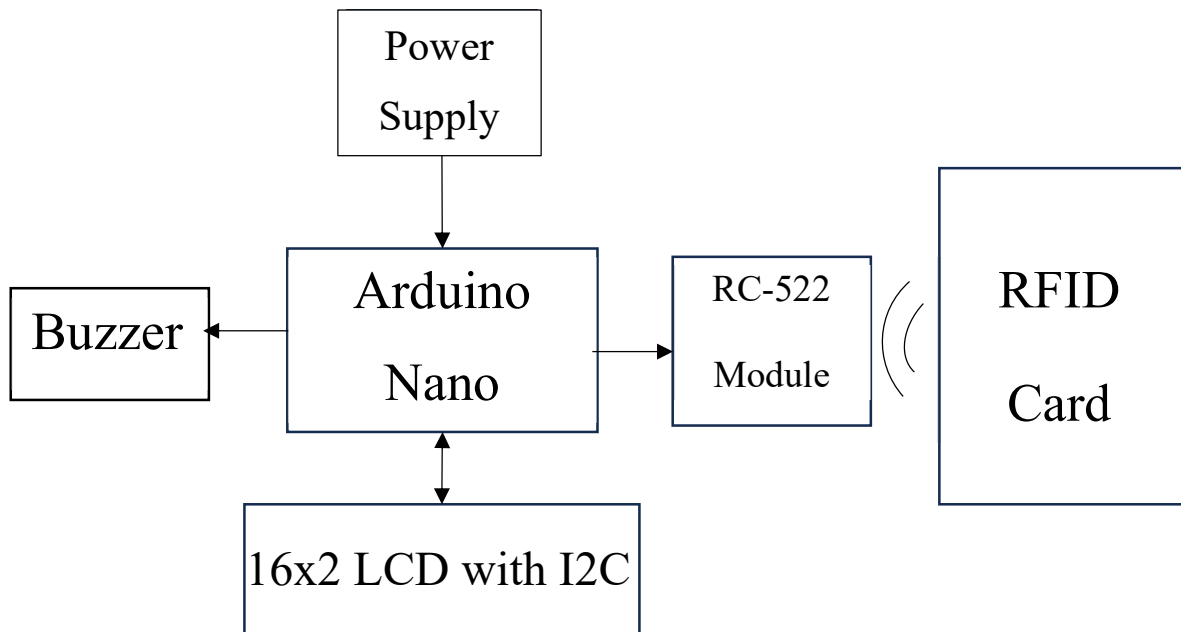 Power
Supply
Arduino
Nano
Buzzer
RC-522
Module
RFID
Card
16x2 LCD with I2C